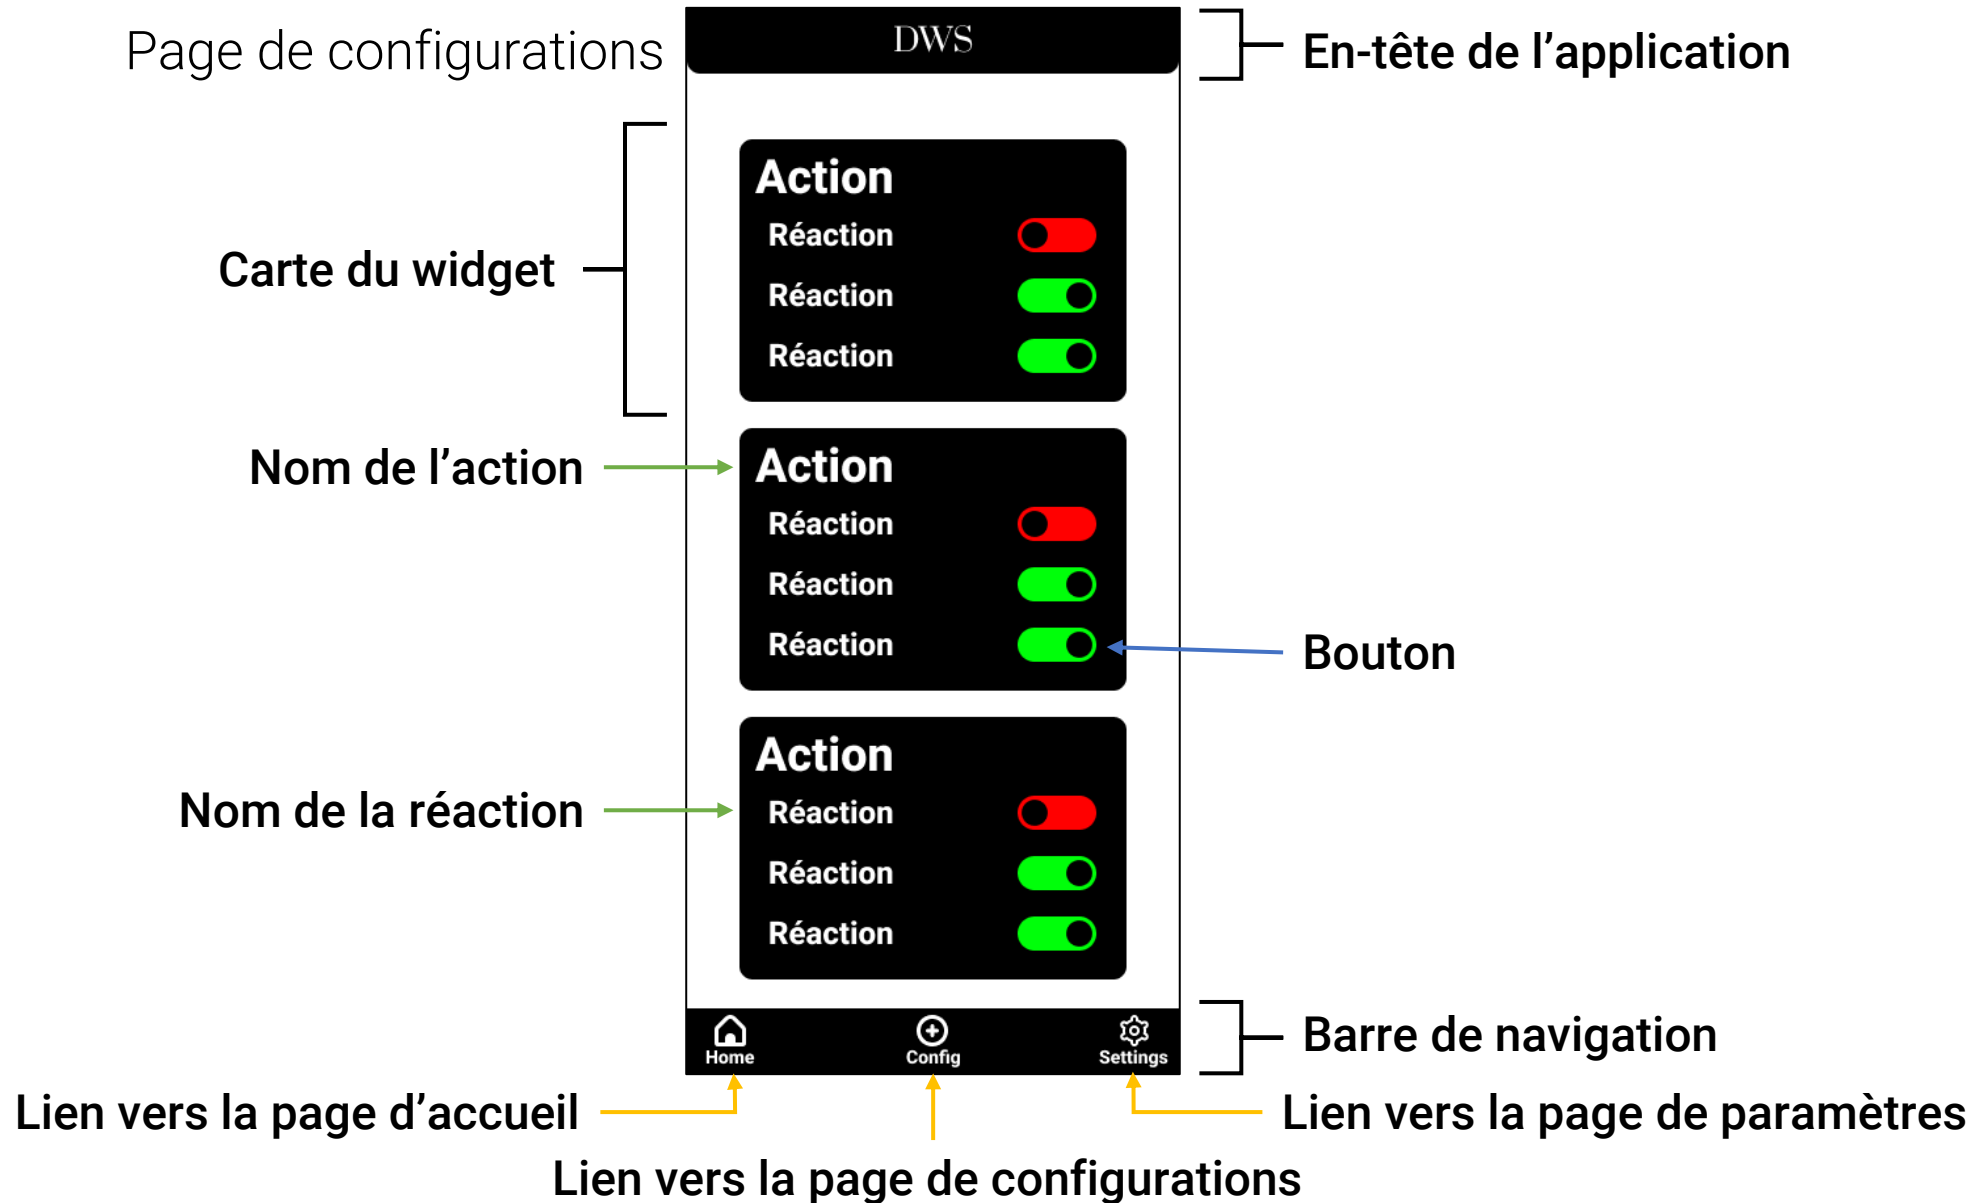 Page de configurations
DWS
En-tête de l’application
Carte du widget
Action
Réaction
Réaction
Réaction
Nom de l’action
Action
Réaction
Réaction
Réaction
Bouton
Nom de la réaction
Action
Réaction
Réaction
Réaction
Home
Config
Settings
Barre de navigation
Lien vers la page d’accueil
Lien vers la page de paramètres
Lien vers la page de configurations